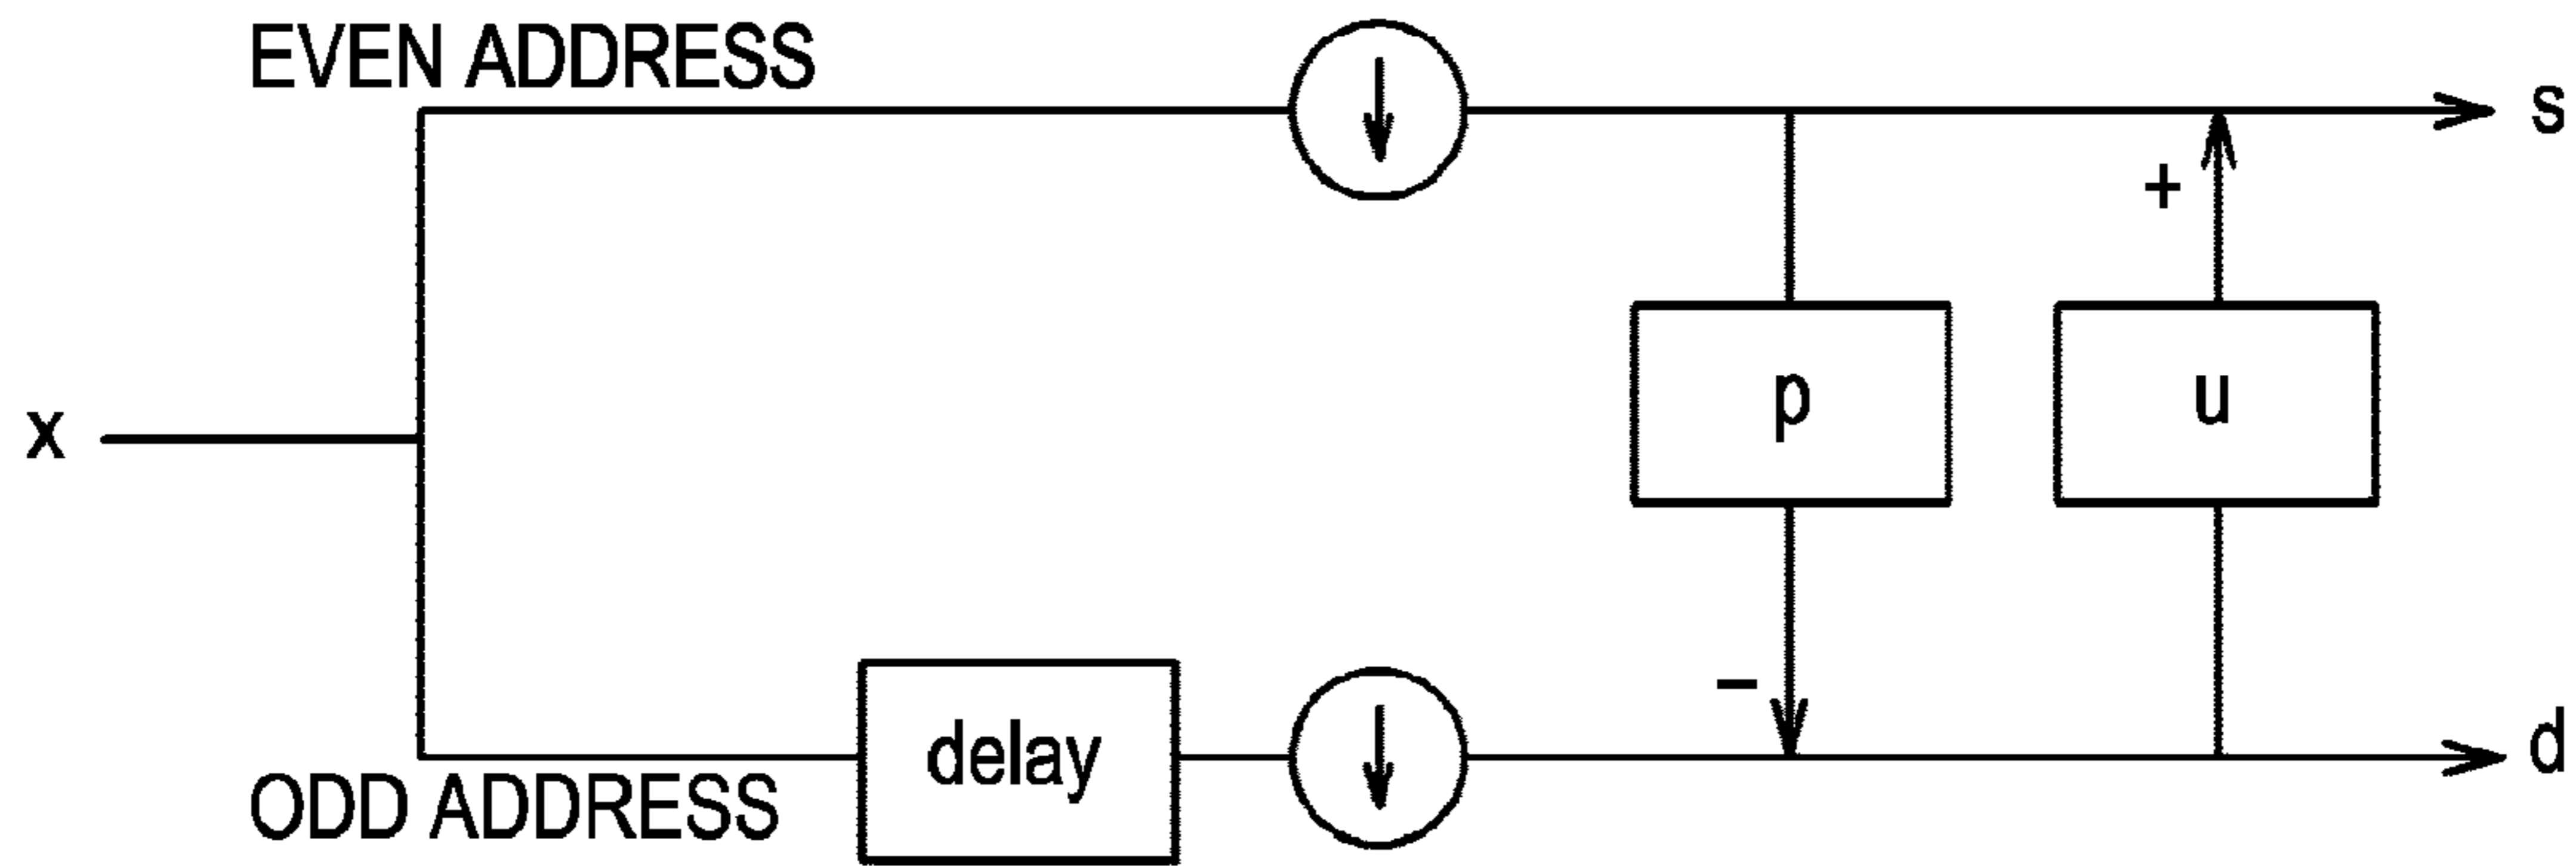 EVEN ADDRESS
s
+
x
p
u
−
delay
d
ODD ADDRESS